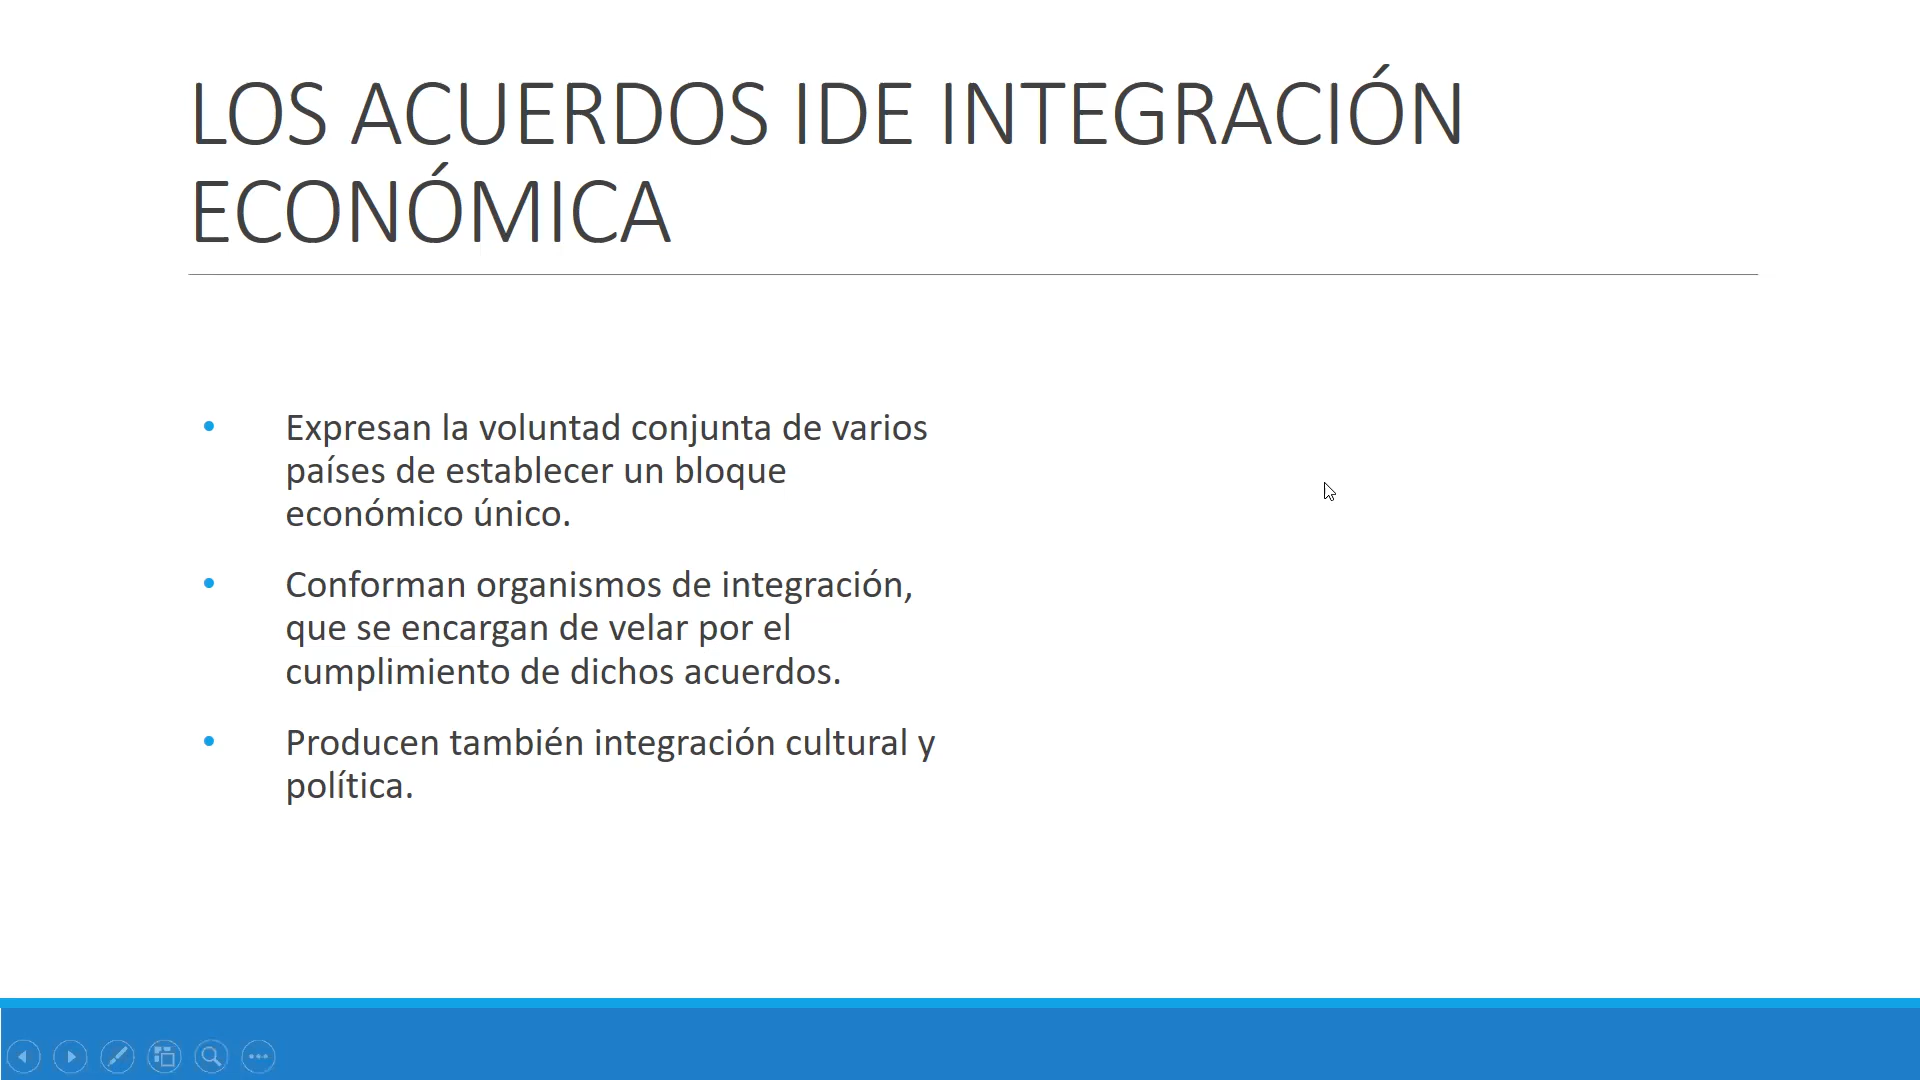 LOS ACUERDOS IDE INTEGRACIÓN
ECONÓMICA
• Expresan la voluntad conjunta de varios
países de establecer un bloque
económico único.
• Conforman organismos de integración,
que se encargan de velar por el
cumplimiento de dichos acuerdos.
• Producen también integración cultural y
política.